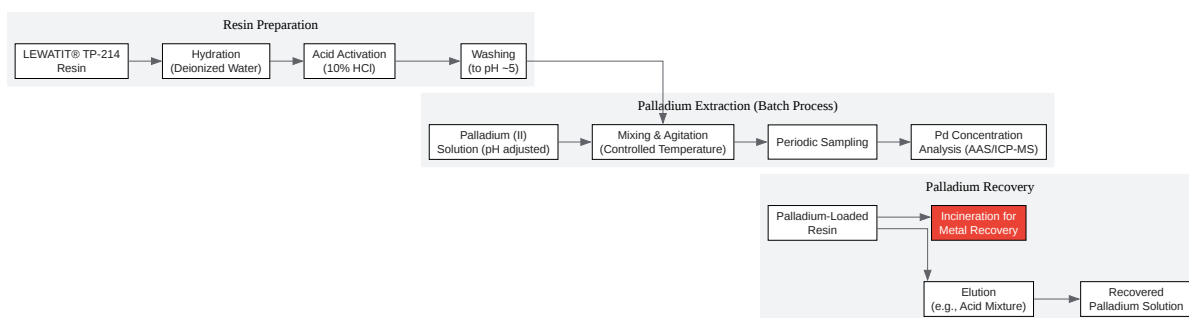 Resin Preparation
LEWATIT® TP-214
Resin
Hydration
(Deionized Water)
Acid Activation
(10% HCl)
Washing
(to pH ~5)
Palladium Extraction (Batch Process)
Palladium (II)
Solution (pH adjusted)
Mixing & Agitation
(Controlled Temperature)
Periodic Sampling
Pd Concentration
Analysis (AAS/ICP-MS)
Palladium Recovery
Palladium-Loaded
Resin
Incineration for
Metal Recovery
Elution
(e.g., Acid Mixture)
Recovered
Palladium Solution